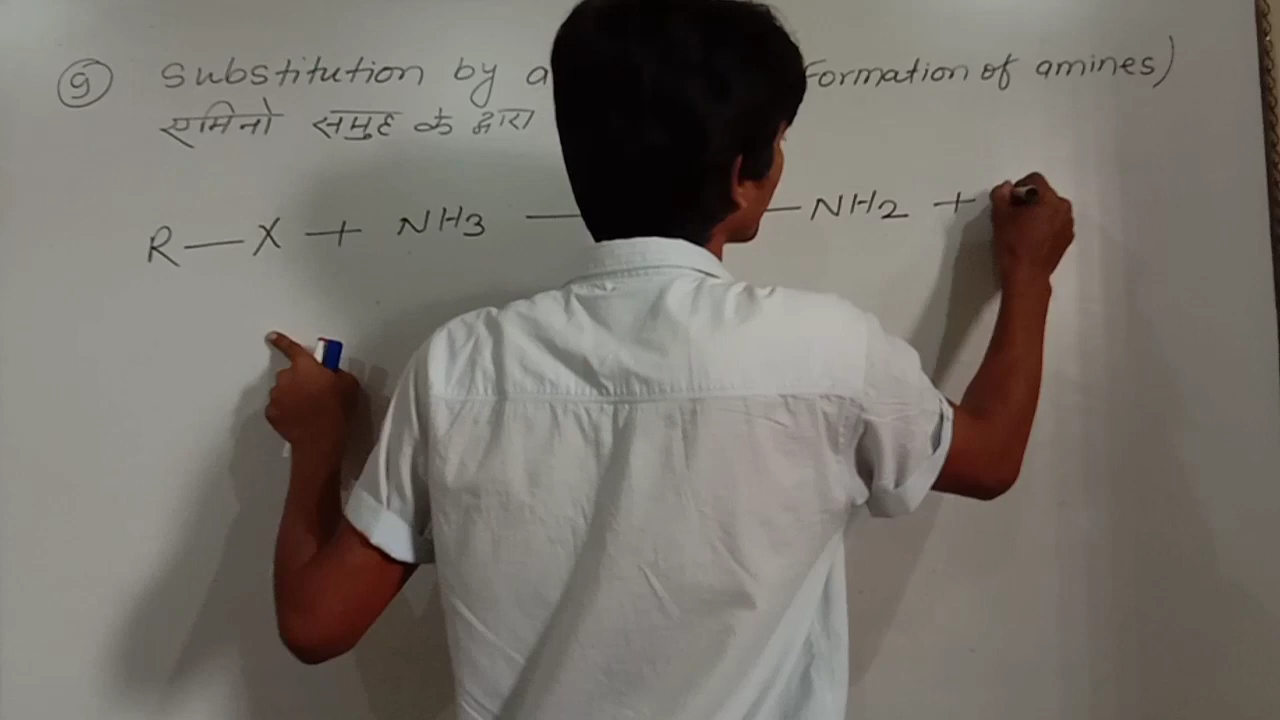 9 Substitution by a formation of amines)
एमिनो समुह के द्वारा
R—X + NH3 — —NH2 +